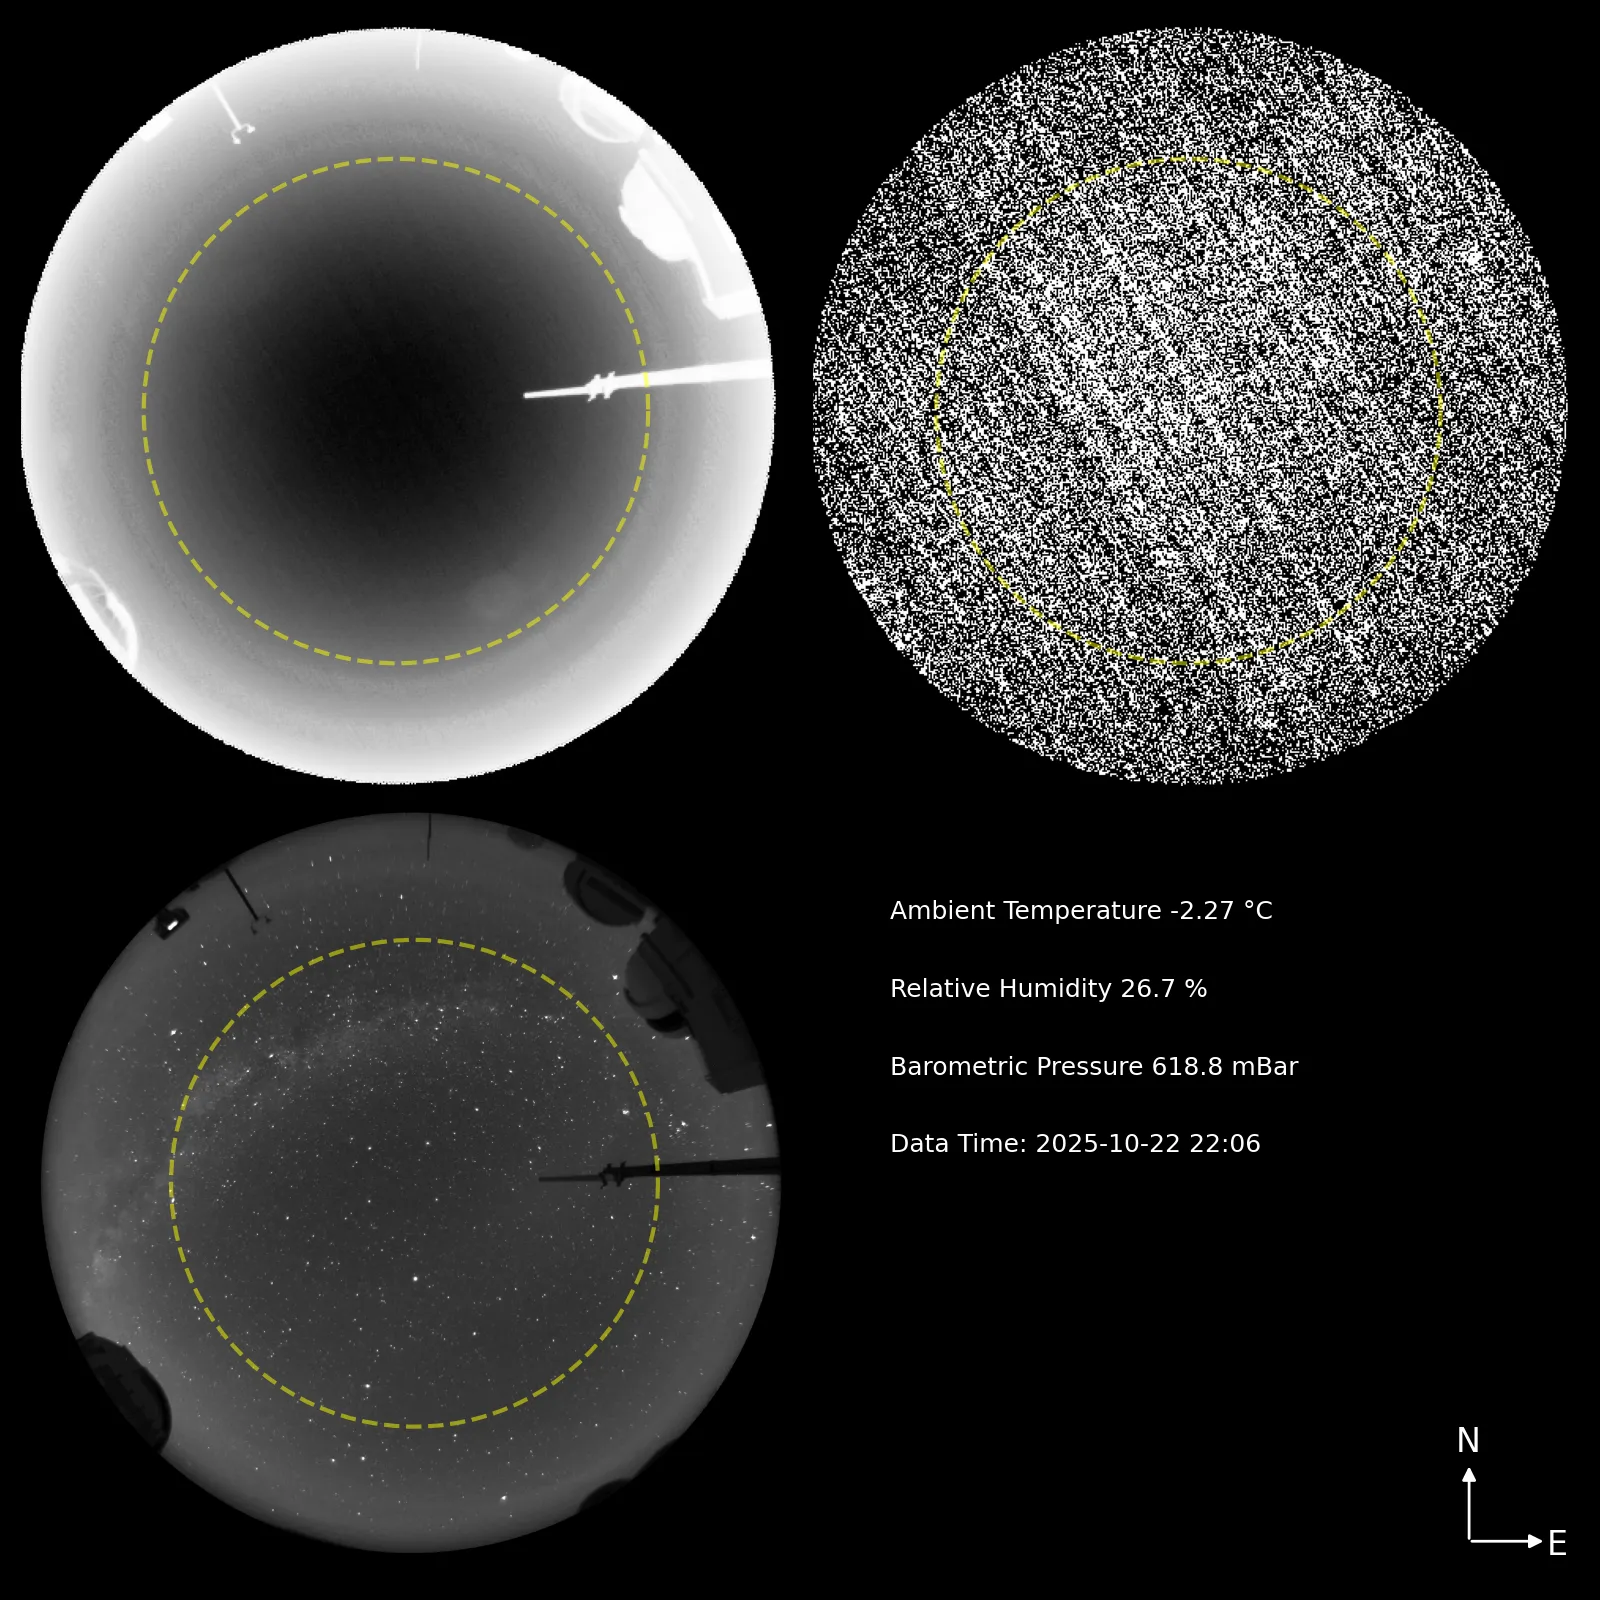 Ambient Temperature -2.27 °C
Relative Humidity 26.7 %
Barometric Pressure 618.8 mBar
Data Time: 2025-10-22 22:06
N
E